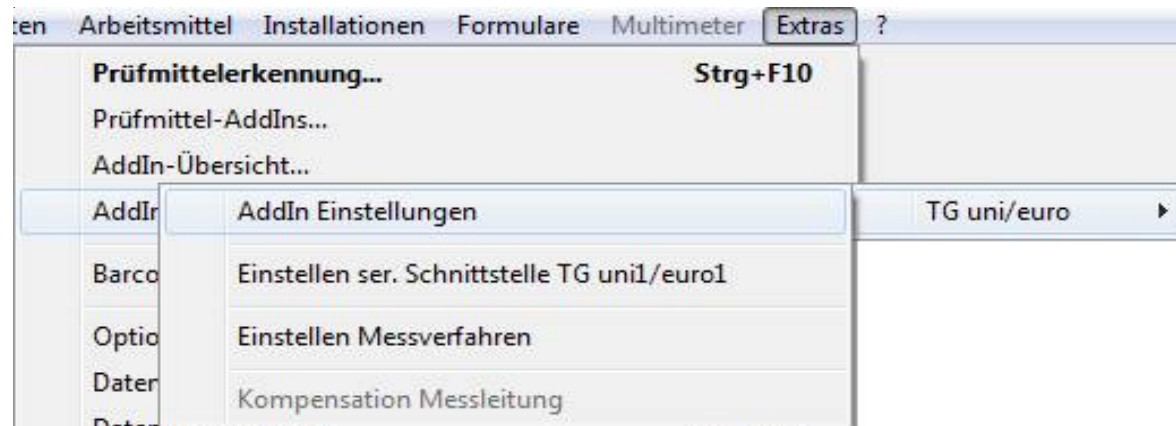 Arbeitsmittel Installationen Formulare Multimeter Extras ?
Prüfmittelerkennung... Strg+F10
Prüfmittel-AddIns...
AddIn-Übersicht...
AddIn Einstellungen TG uni/euro
Einstellen ser. Schnittstelle TG uni1/euro1
Einstellen Messverfahren
Kompensation Messleitung